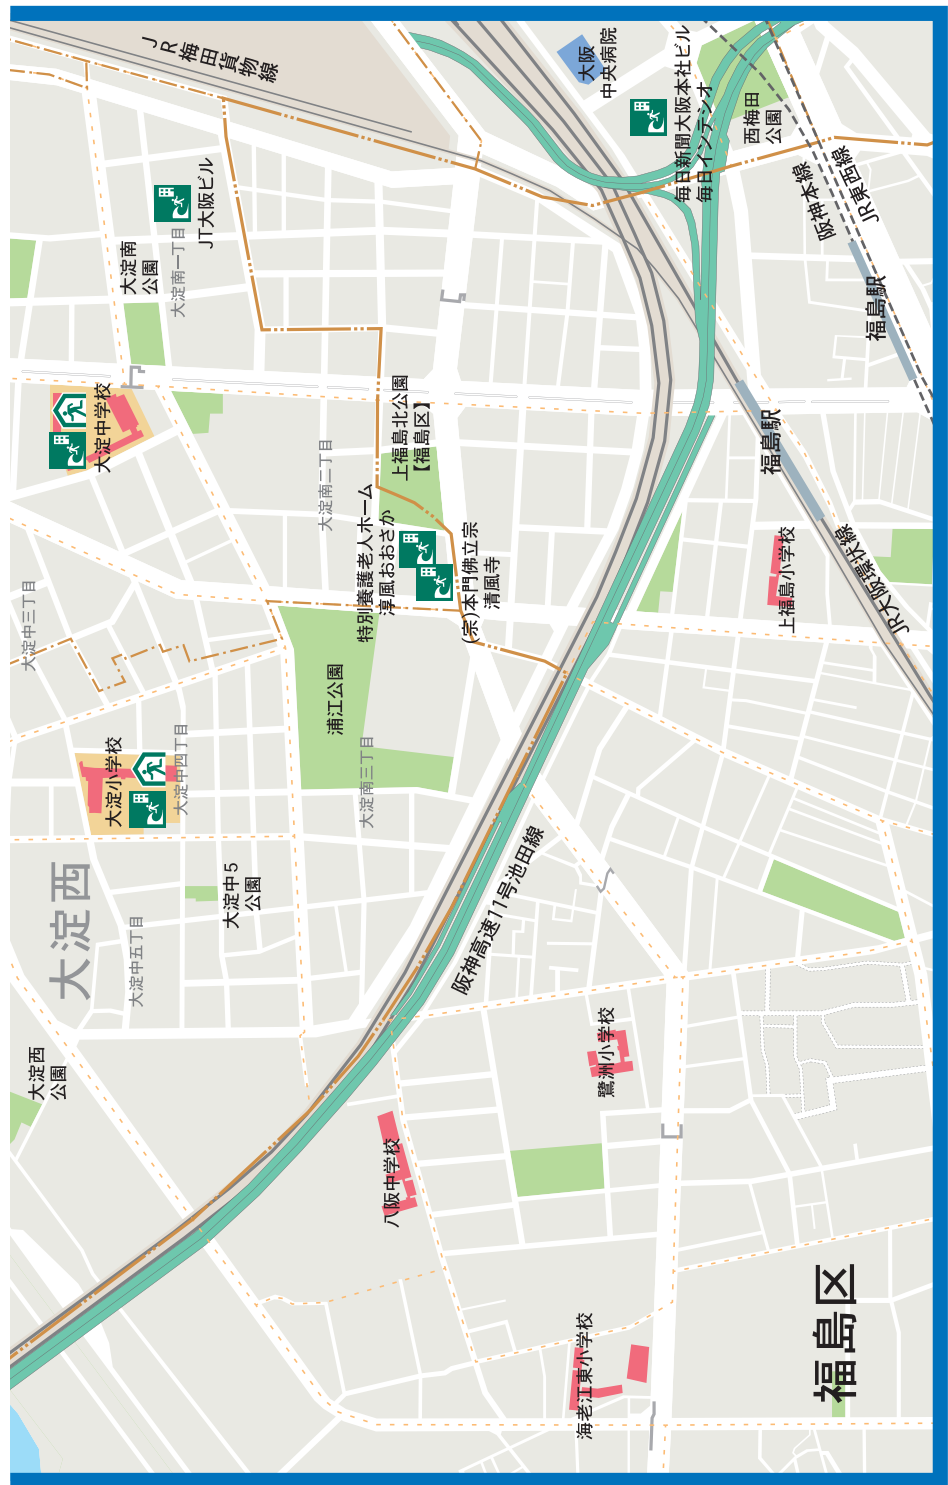 JR梅田貨物線
大阪
中央病院
毎日新聞大阪本社ビル
毎日インテシオ
西梅田
公園
JR東西線
阪神本線
福島駅
JT大阪ビル
大淀南一丁目
大淀南
公園
大淀中学校
大淀南二丁目
上福島北公園
【福島区】
福島駅
特別養護老人ホーム
淳風おおさか
(宗)本門佛立宗
清風寺
上福島小学校
JR大阪環状線
大淀中三丁目
浦江公園
大淀南三丁目
大淀小学校
大淀中四丁目
大淀西
大淀中5
公園
大淀中五丁目
阪神高速11号池田線
大淀西
公園
鷺洲小学校
八阪中学校
海老江東小学校
福島区